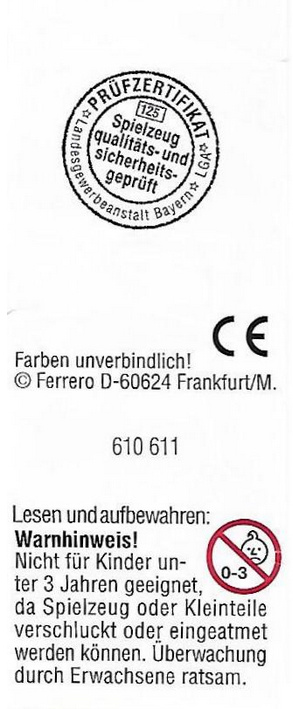 PRÜFZERTIFIKAT
125
Spielzeug
qualitäts- und
sicherheits-
geprüft
☆Landesgewerbeanstalt Bayern☆ LGA☆
CE
Farben unverbindlich!
© Ferrero D-60624 Frankfurt/M.
610 611
Lesen und aufbewahren:
Warnhinweis!
Nicht für Kinder un-
ter 3 Jahren geeignet,
0-3
da Spielzeug oder Kleinteile
verschluckt oder eingeatmet
werden können. Überwachung
durch Erwachsene ratsam.